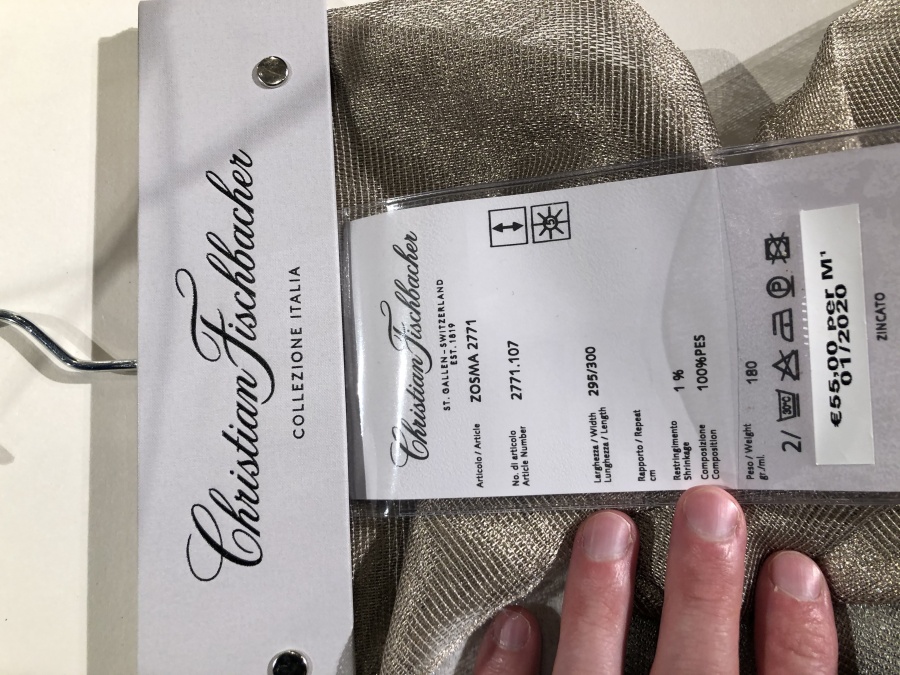 Christian Fischbacher
COLLEZIONE ITALIA
Christian Fischbacher
ST. GALLEN - SWITZERLAND
EST. 1819
Articolo / Article ZOSMA 2771
No. di articolo 2771.107
Article Number
Larghezza / Width 295/300
Lunghezza / Length
Rapporto / Repeat
cm
Restringimento 1 %
Shrinkage
Composizione 100%PES
Composition
Peso / Weight 180
gr./ml.
2/ 30°C P
€55,00 per M¹
01/2020
ZINCATO